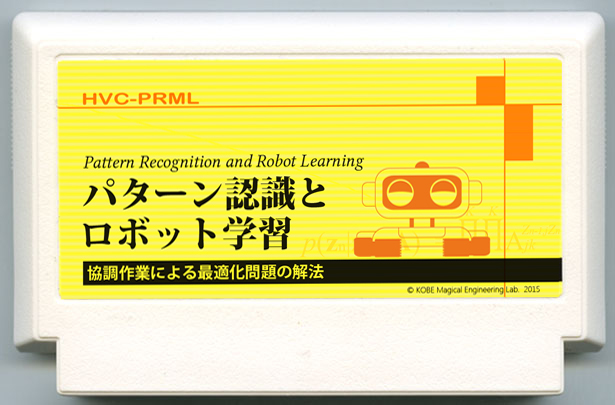 HVC-PRML
Pattern Recognition and Robot Learning
パターン認識と
ロボット学習
協調作業による最適化問題の解法
© KOBE Magical Engineering Lab. 2015